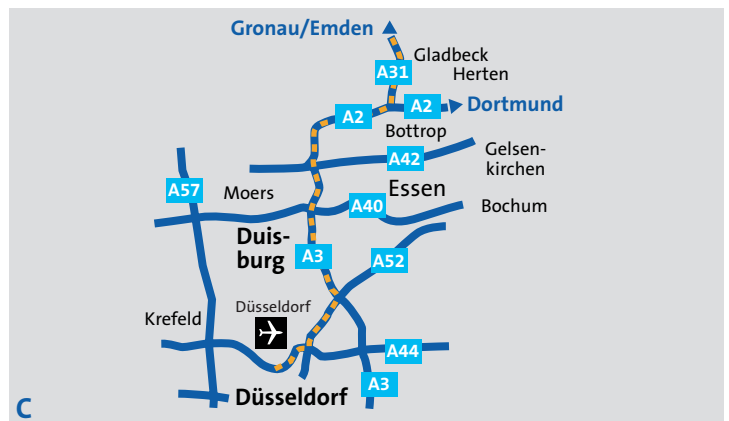 Gronau/Emden
Gladbeck
A31
Herten
A2
Dortmund
A2
Bottrop
Gelsen-
kirchen
A42
A57
Moers
Essen
A40
Bochum
Duis-
burg
A3
A52
Düsseldorf
Krefeld
A44
A3
Düsseldorf
C